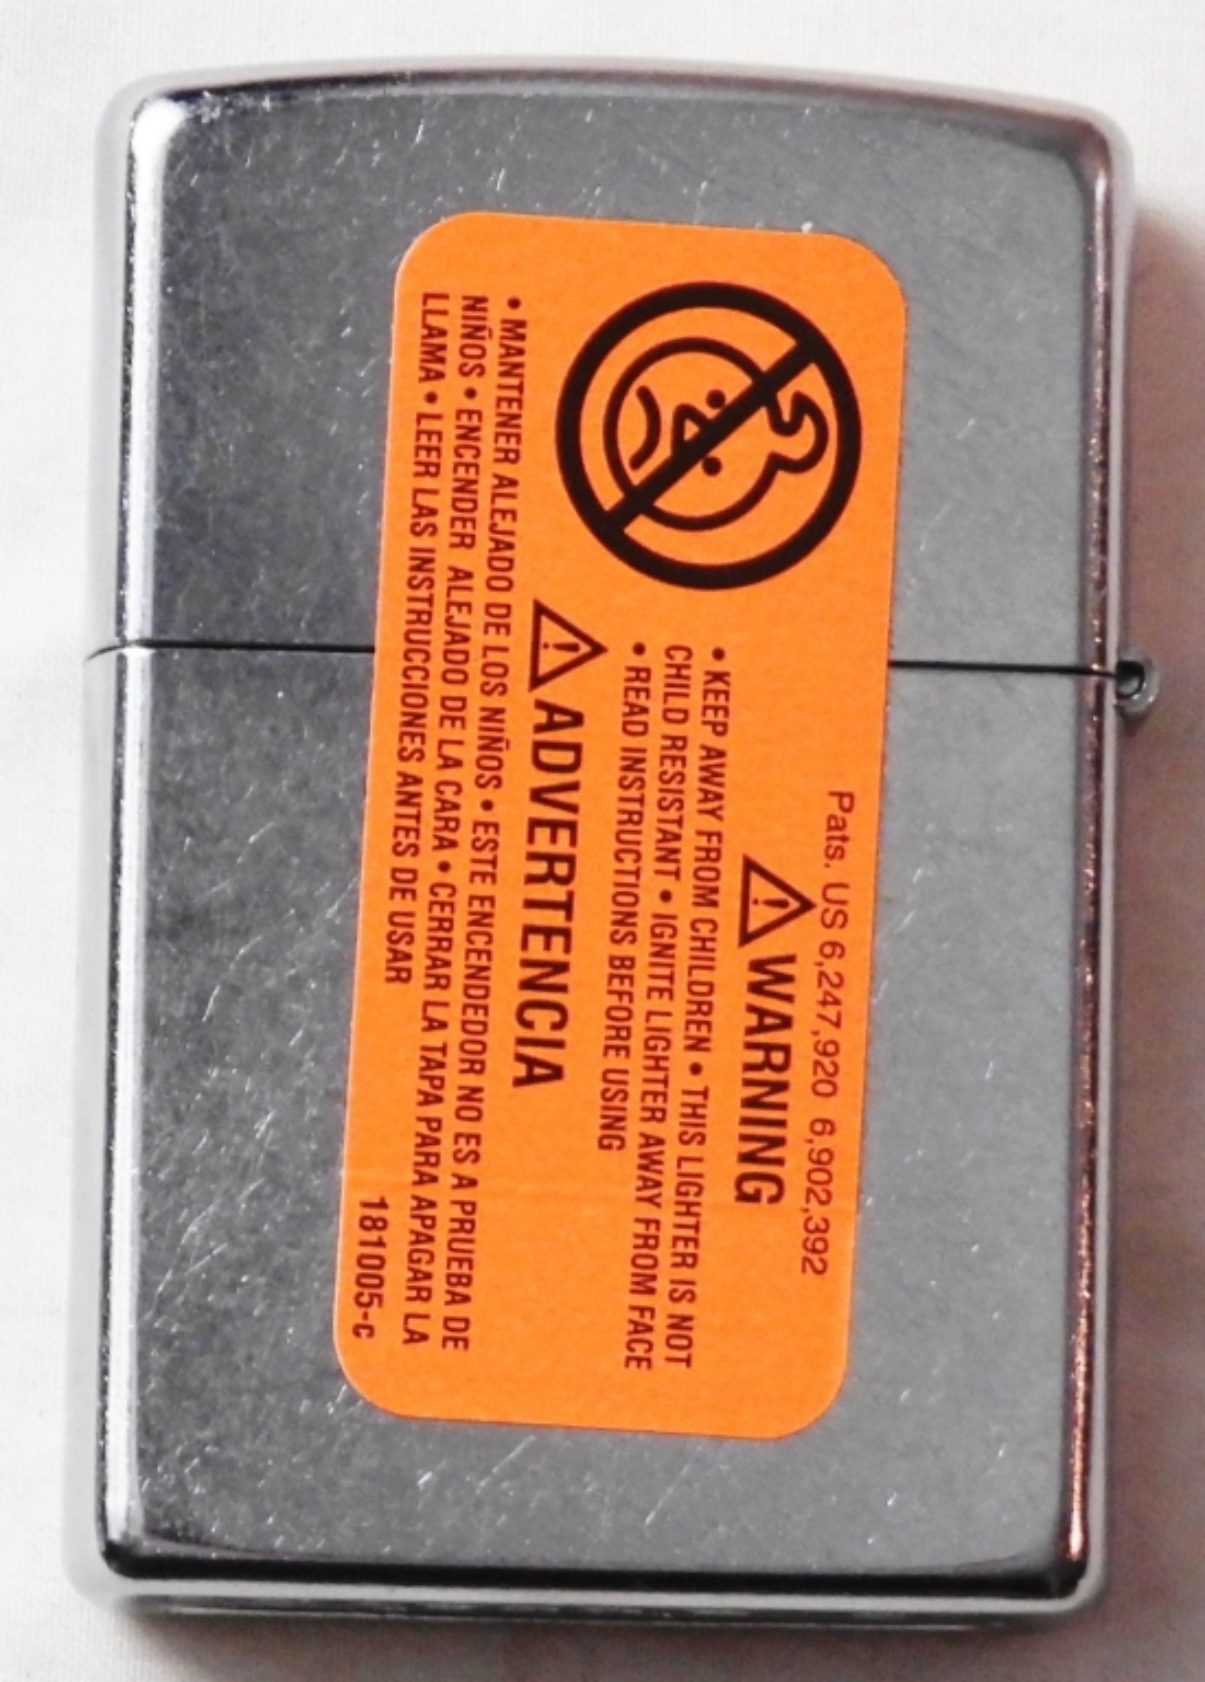 Pats. US 6,247,920 6,902,392
WARNING
• KEEP AWAY FROM CHILDREN • THIS LIGHTER IS NOT
CHILD RESISTANT • IGNITE LIGHTER AWAY FROM FACE
• READ INSTRUCTIONS BEFORE USING
ADVERTENCIA
• MANTENER ALEJADO DE LOS NIÑOS • ESTE ENCENDEDOR NO ES A PRUEBA DE
NIÑOS • ENCENDER ALEJADO DE LA CARA • CERRAR LA TAPA PARA APAGAR LA
LLAMA • LEER LAS INSTRUCCIONES ANTES DE USAR
181005-c